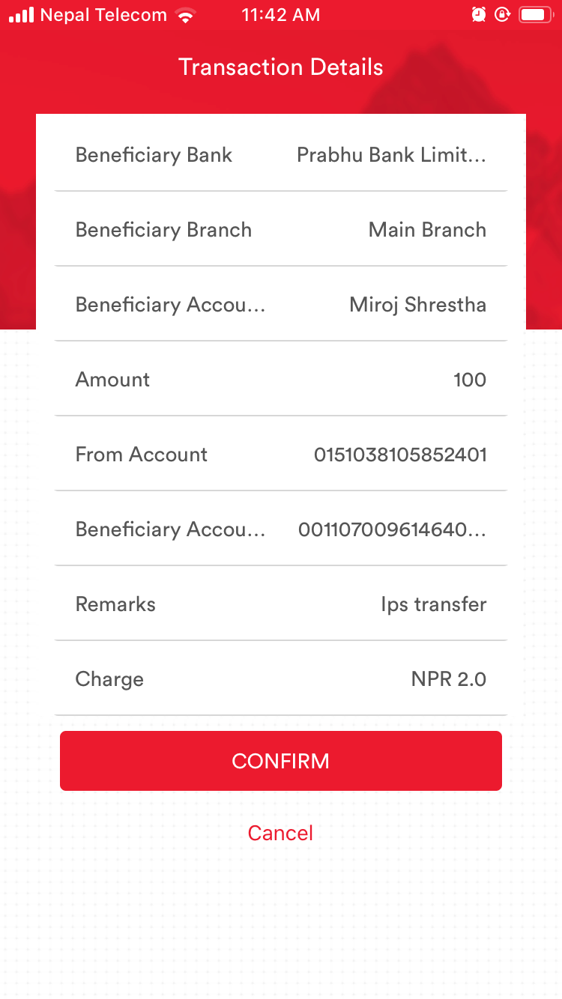 Nepal Telecom 11:42 AM
Transaction Details
Beneficiary Bank Prabhu Bank Limit...
Beneficiary Branch Main Branch
Beneficiary Accou... Miroj Shrestha
Amount 100
From Account 0151038105852401
Beneficiary Accou... 001107009614640...
Remarks Ips transfer
Charge NPR 2.0
CONFIRM
Cancel